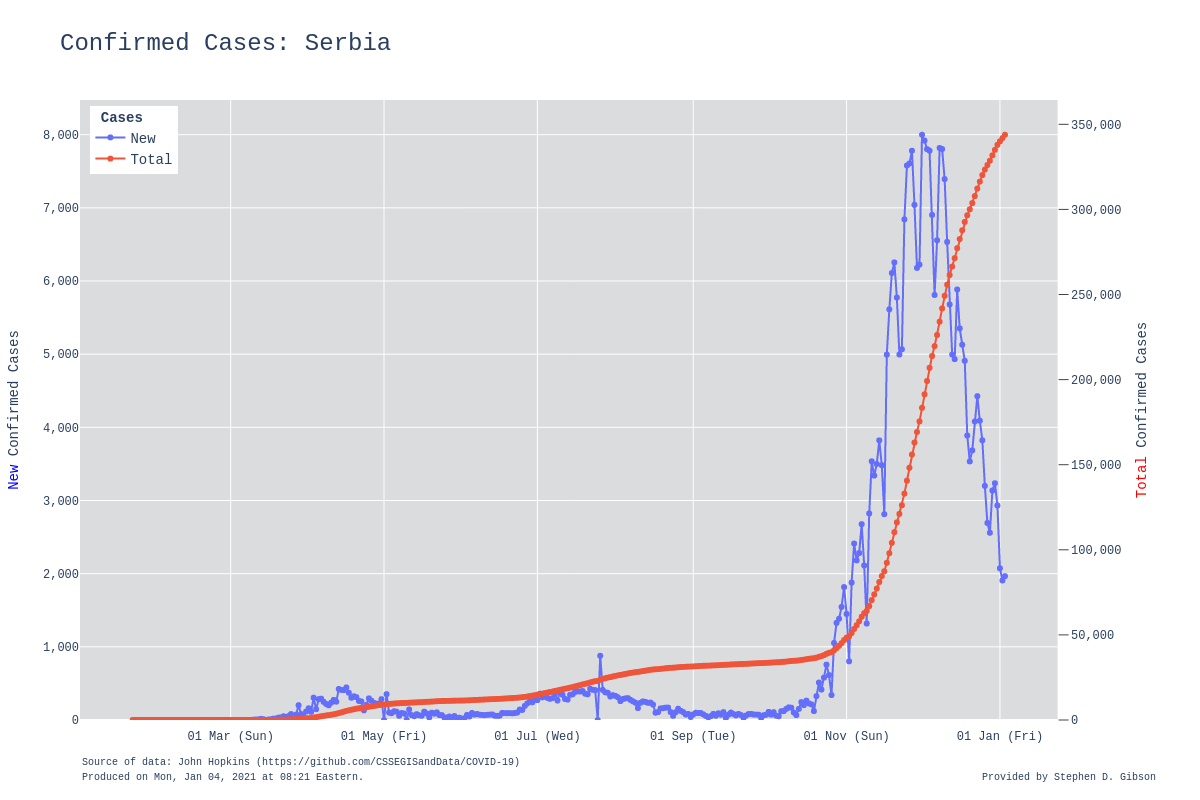 Confirmed Cases: Serbia
Cases
New
Total
8,000
7,000
6,000
5,000
4,000
3,000
2,000
1,000
0
New Confirmed Cases
350,000
300,000
250,000
200,000
150,000
100,000
50,000
0
Total Confirmed Cases
01 Mar (Sun) 01 May (Fri) 01 Jul (Wed) 01 Sep (Tue) 01 Nov (Sun) 01 Jan (Fri)
Source of data: John Hopkins (https://github.com/CSSEGISandData/COVID-19)
Produced on Mon, Jan 04, 2021 at 08:21 Eastern.
Provided by Stephen D. Gibson